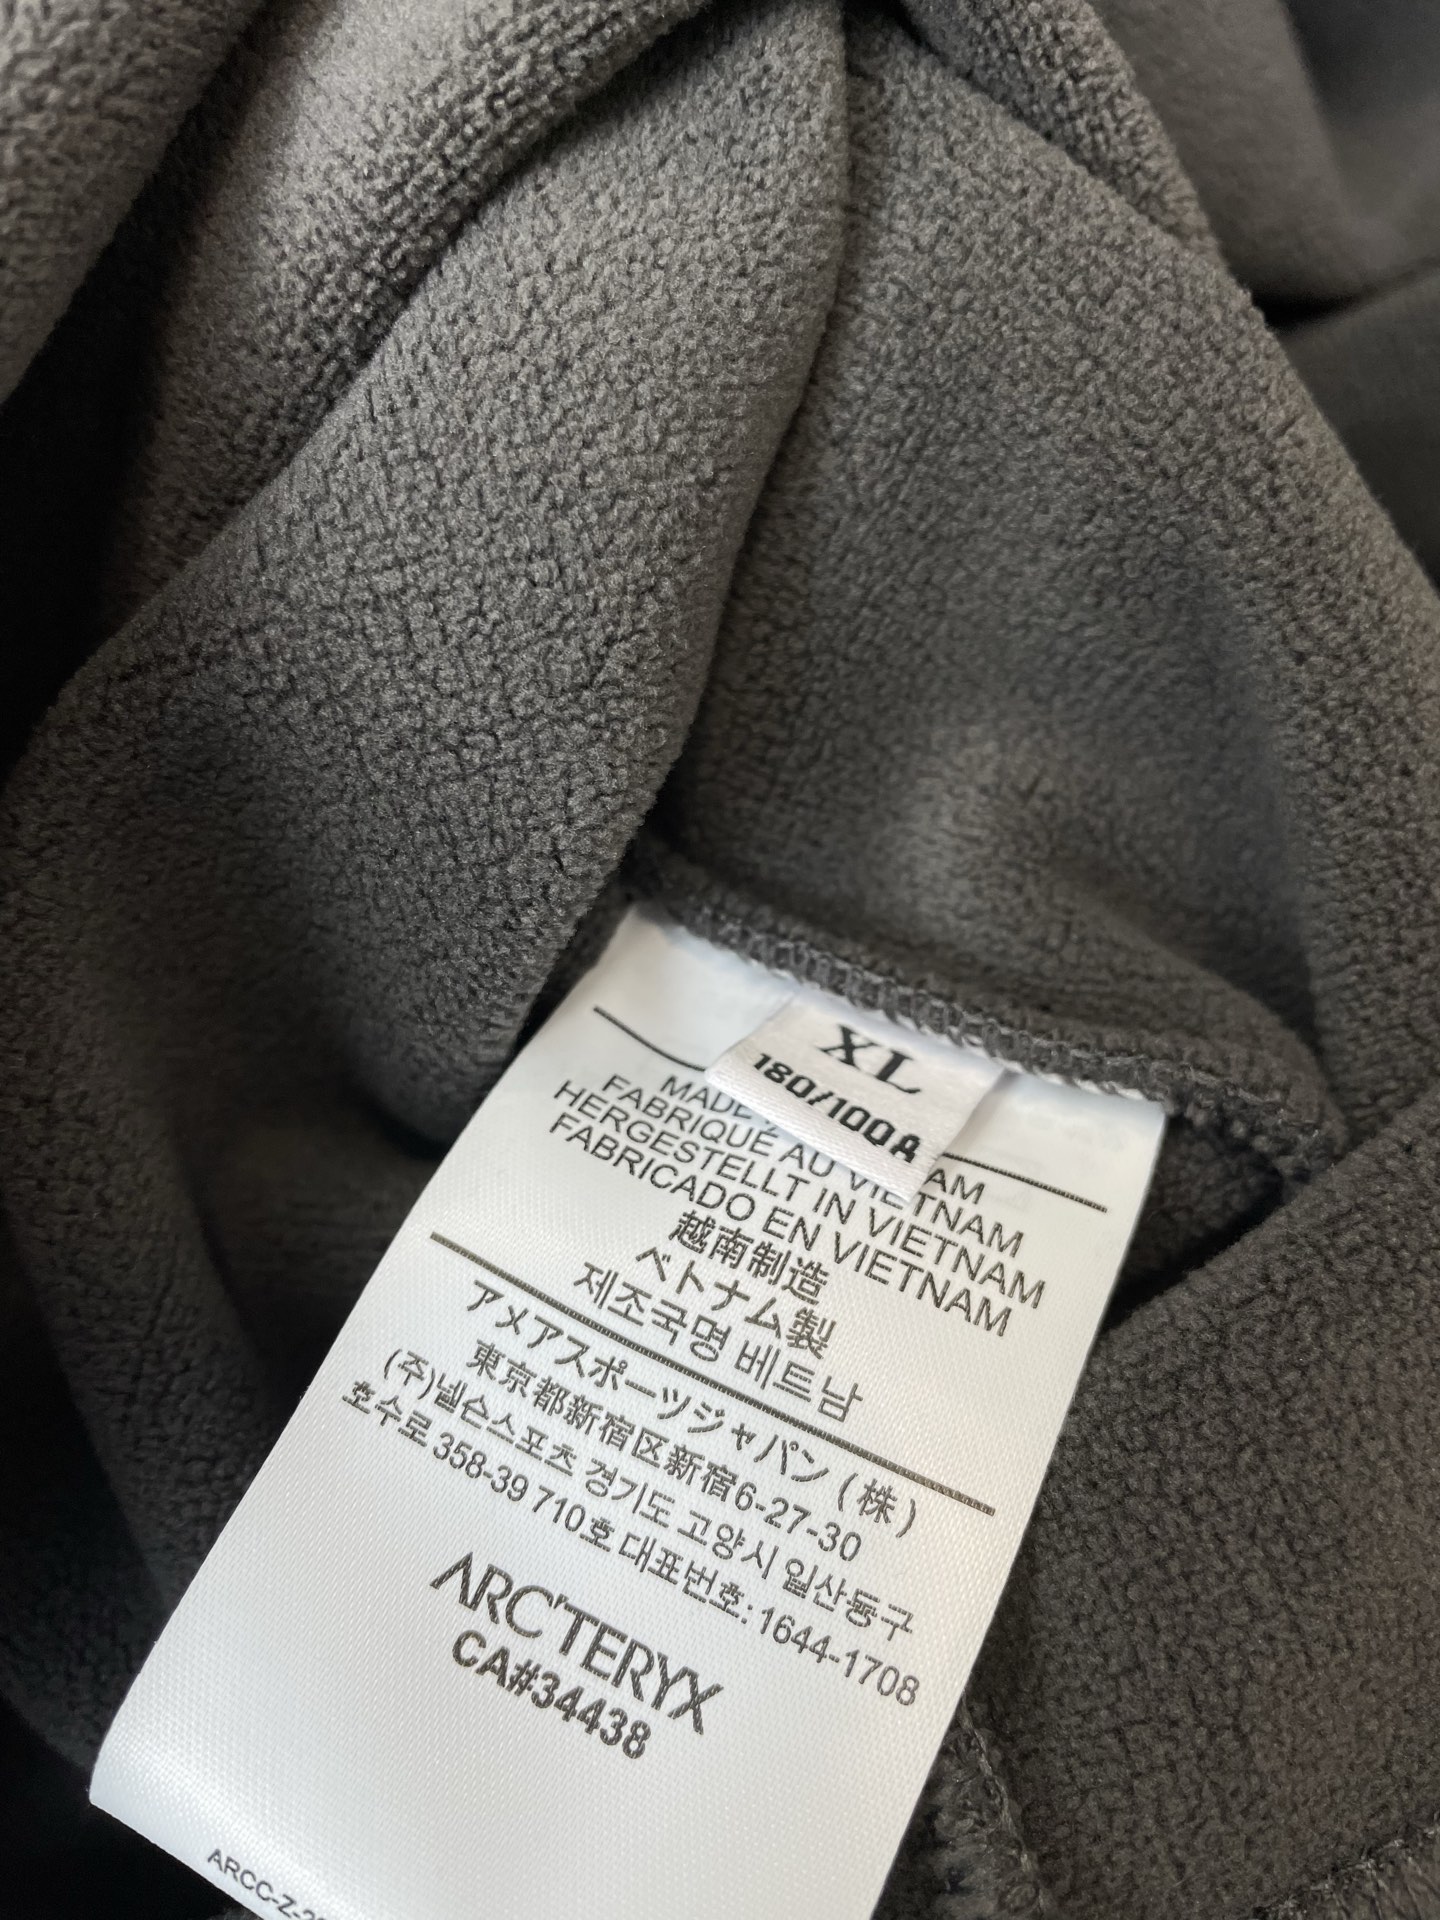 XL
180/100A
MADE
AM
FABRIQUÉ AU VIETNAM
HERGESTELLT IN VIETNAM
FABRICADO EN VIETNAM
越南制造
ベトナム製
제조국명 베트남
アメアスポーツジャパン (株)
東京都新宿区新宿6-27-30
(주)넬슨스포츠 경기도 고양시 일산동구
호수로 358-39 710호 대표번호: 1644-1708
ARC'TERYX
CA#34438
ARCC-Z-